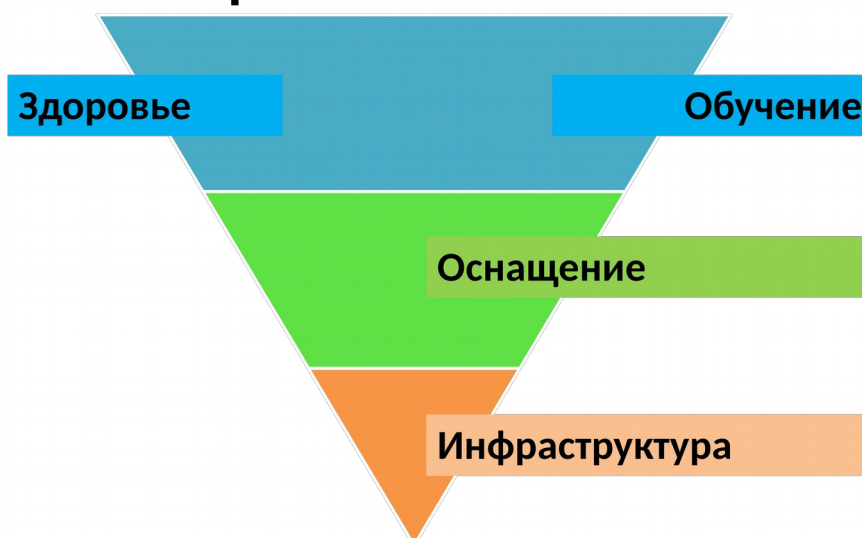 Здоровье
Обучение
Оснащение
Инфраструктура